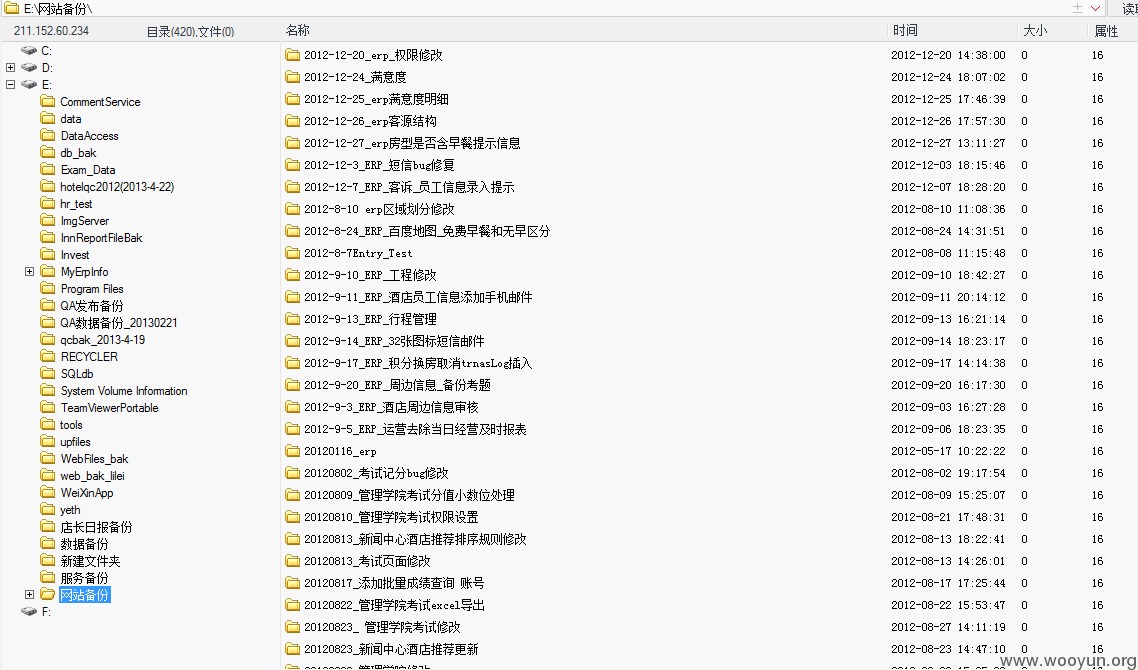 E:\网站备份\ 读取
211.152.60.234 目录(420),文件(0) 名称 时间 大小 属性
C:
D:
E:
CommentService
data
DataAccess
db_bak
Exam_Data
hotelqc2012(2013-4-22)
hr_test
ImgServer
InnReportFileBak
Invest
MyErpInfo
Program Files
QA发布备份
QA数据备份_20130221
qcbak_2013-4-19
RECYCLER
SQLdb
System Volume Information
TeamViewerPortable
tools
upfiles
WebFiles_bak
web_bak_lilei
WeiXinApp
yeth
店长日报备份
数据备份
新建文件夹
服务备份
网站备份
F:
2012-12-20_erp_权限修改 2012-12-20 14:38:00 0 16
2012-12-24_满意度 2012-12-24 18:07:02 0 16
2012-12-25_erp满意度明细 2012-12-25 17:46:39 0 16
2012-12-26_erp客源结构 2012-12-26 17:57:30 0 16
2012-12-27_erp房型是否含早餐提示信息 2012-12-27 13:11:27 0 16
2012-12-3_ERP_短信bug修复 2012-12-03 18:15:46 0 16
2012-12-7_ERP_客诉_员工信息录入提示 2012-12-07 18:28:20 0 16
2012-8-10 erp区域划分修改 2012-08-10 11:08:36 0 16
2012-8-24_ERP_百度地图_免费早餐和无早区分 2012-08-24 14:31:51 0 16
2012-8-7Entry_Test 2012-08-08 11:15:48 0 16
2012-9-10_ERP_工程修改 2012-09-10 18:42:27 0 16
2012-9-11_ERP_酒店员工信息添加手机邮件 2012-09-11 20:14:12 0 16
2012-9-13_ERP_行程管理 2012-09-13 16:21:14 0 16
2012-9-14_ERP_32张图标短信邮件 2012-09-14 18:23:17 0 16
2012-9-17_ERP_积分换房取消trnasLog插入 2012-09-17 14:14:38 0 16
2012-9-20_ERP_周边信息_备份考题 2012-09-20 16:17:30 0 16
2012-9-3_ERP_酒店周边信息审核 2012-09-03 16:27:28 0 16
2012-9-5_ERP_运营去除当日经营及时报表 2012-09-06 18:23:35 0 16
20120116_erp 2012-05-17 10:22:22 0 16
20120802_考试记分bug修改 2012-08-02 19:17:54 0 16
20120809_管理学院考试分值小数位处理 2012-08-09 15:25:07 0 16
20120810_管理学院考试权限设置 2012-08-21 17:48:31 0 16
20120813_新闻中心酒店推荐排序规则修改 2012-08-13 18:22:41 0 16
20120813_考试页面修改 2012-08-13 14:26:01 0 16
20120817_添加批量成绩查询 账号 2012-08-17 17:25:44 0 16
20120822_管理学院考试excel导出 2012-08-22 15:53:47 0 16
20120823_ 管理学院考试修改 2012-08-27 14:11:19 0 16
20120823_新闻中心酒店推荐更新 2012-08-23 14:47:10 0 16
www.wooyun.org